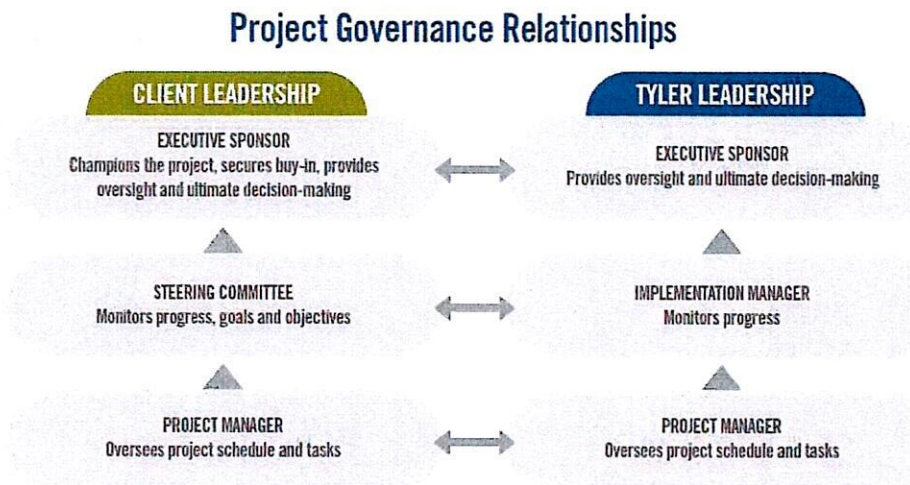 Project Governance Relationships
CLIENT LEADERSHIP
EXECUTIVE SPONSOR
Champions the project, secures buy-in, provides
oversight and ultimate decision-making
STEERING COMMITTEE
Monitors progress, goals and objectives
PROJECT MANAGER
Oversees project schedule and tasks
TYLER LEADERSHIP
EXECUTIVE SPONSOR
Provides oversight and ultimate decision-making
IMPLEMENTATION MANAGER
Monitors progress
PROJECT MANAGER
Oversees project schedule and tasks